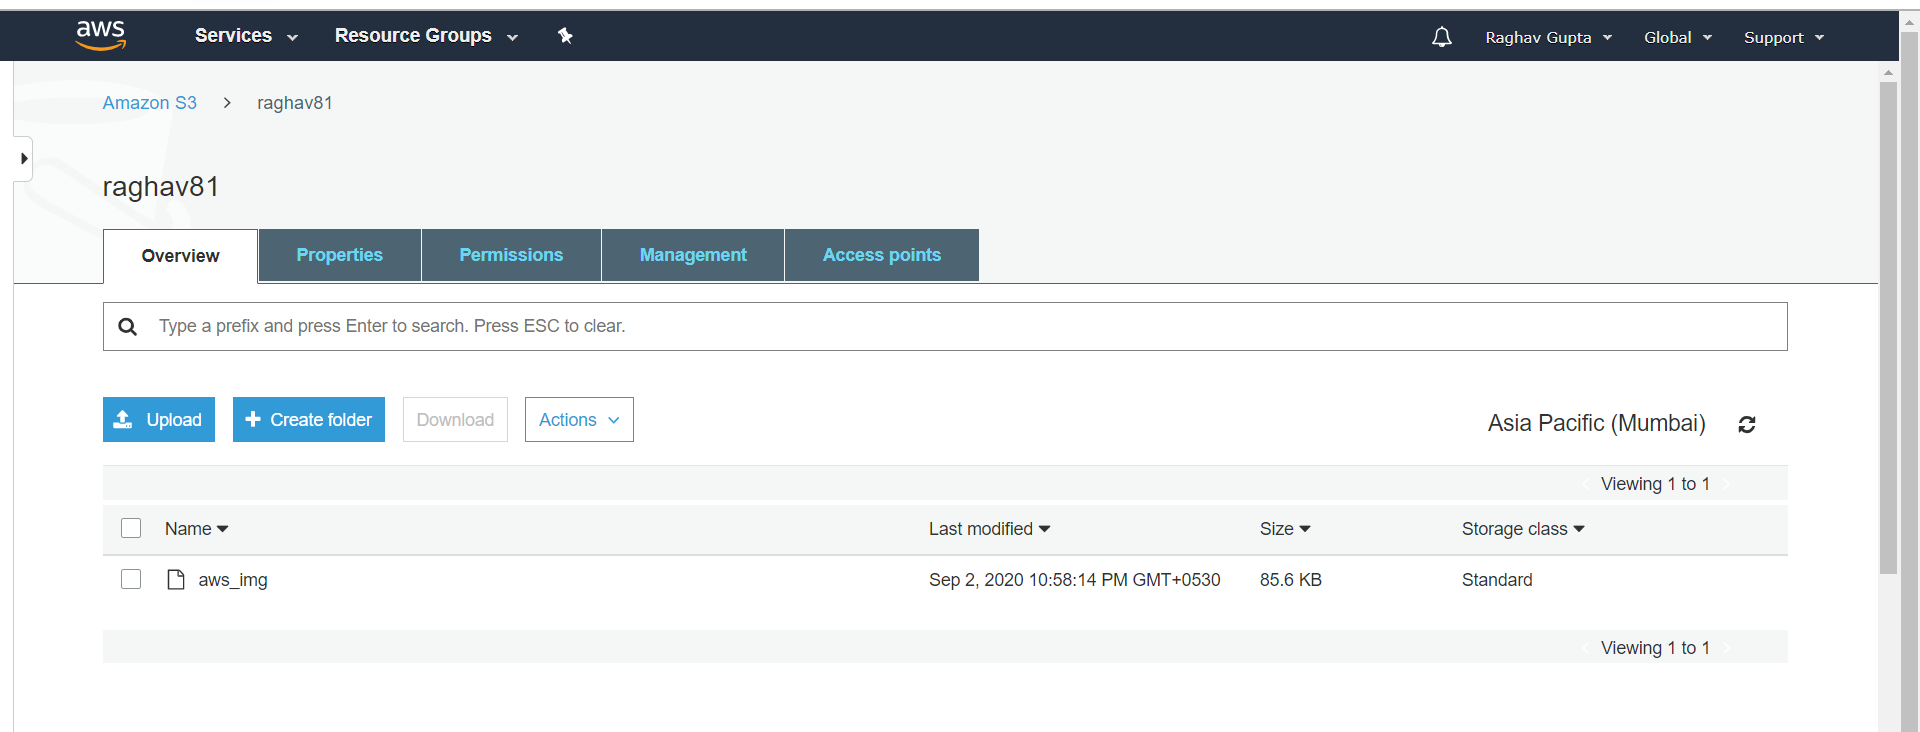 aws Services Resource Groups Raghav Gupta Global Support
Amazon S3 > raghav81
raghav81
Overview Properties Permissions Management Access points
Type a prefix and press Enter to search. Press ESC to clear.
Upload + Create folder Download Actions Asia Pacific (Mumbai)
Viewing 1 to 1
Name Last modified Size Storage class
aws_img Sep 2, 2020 10:58:14 PM GMT+0530 85.6 KB Standard
Viewing 1 to 1